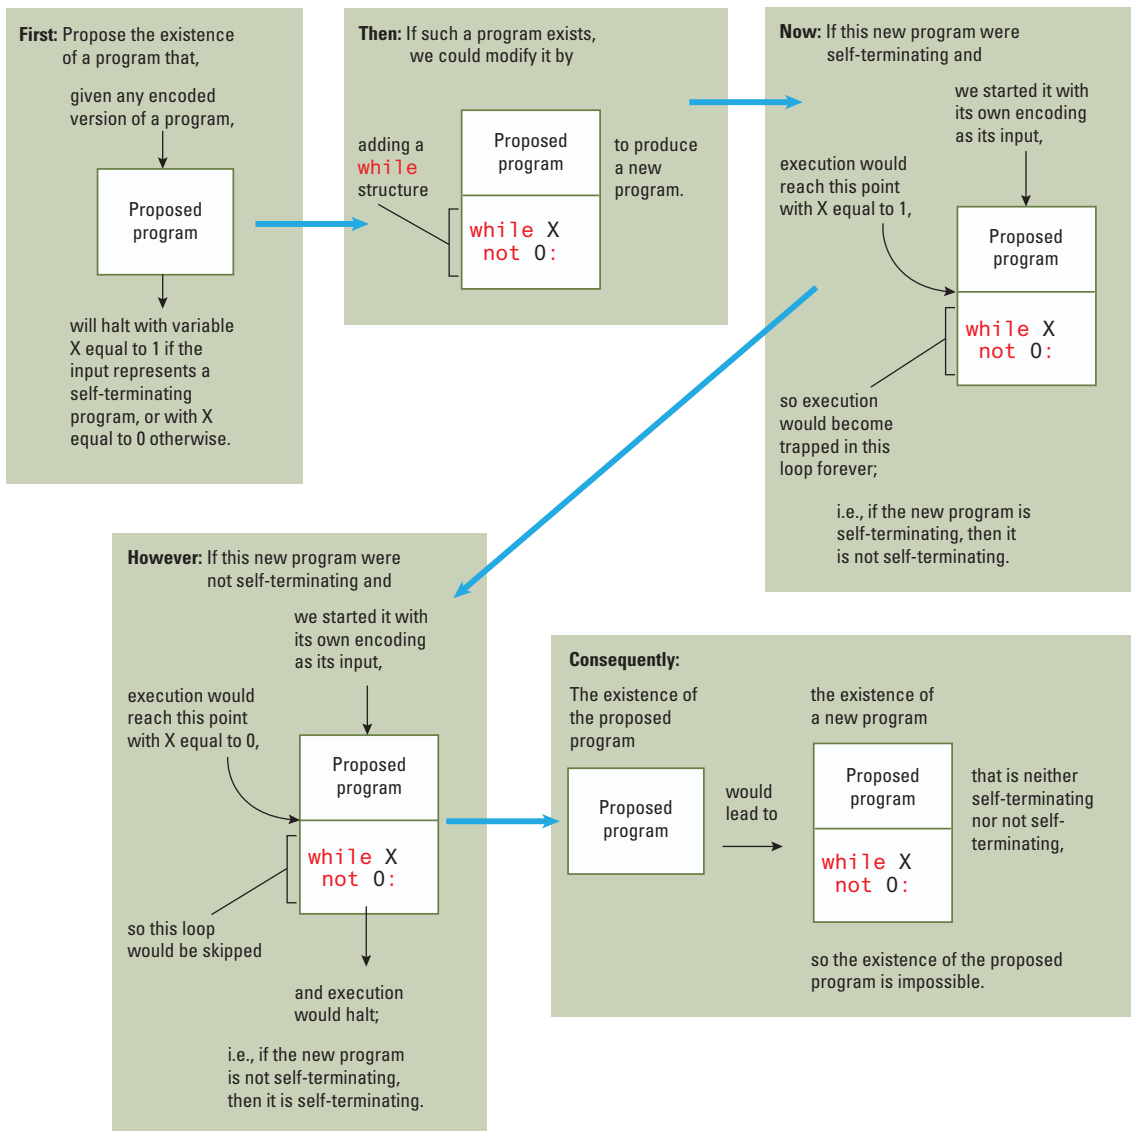 First: Propose the existence
of a program that,
given any encoded
version of a program,
Proposed
program
will halt with variable
X equal to 1 if the
input represents a
self-terminating
program, or with X
equal to 0 otherwise.
Then: If such a program exists,
we could modify it by
adding a
while
structure
Proposed
program
while X
not 0:
to produce
a new
program.
Now: If this new program were
self-terminating and
we started it with
its own encoding
as its input,
execution would
reach this point
with X equal to 1,
Proposed
program
while X
not 0:
so execution
would become
trapped in this
loop forever;
i.e., if the new program is
self-terminating, then it
is not self-terminating.
However: If this new program were
not self-terminating and
we started it with
its own encoding
as its input,
execution would
reach this point
with X equal to 0,
Proposed
program
while X
not 0:
so this loop
would be skipped
and execution
would halt;
i.e., if the new program
is not self-terminating,
then it is self-terminating.
Consequently:
The existence of
the proposed
program
Proposed
program
would
lead to
the existence of
a new program
Proposed
program
while X
not 0:
that is neither
self-terminating
nor not self-
terminating,
so the existence of the proposed
program is impossible.